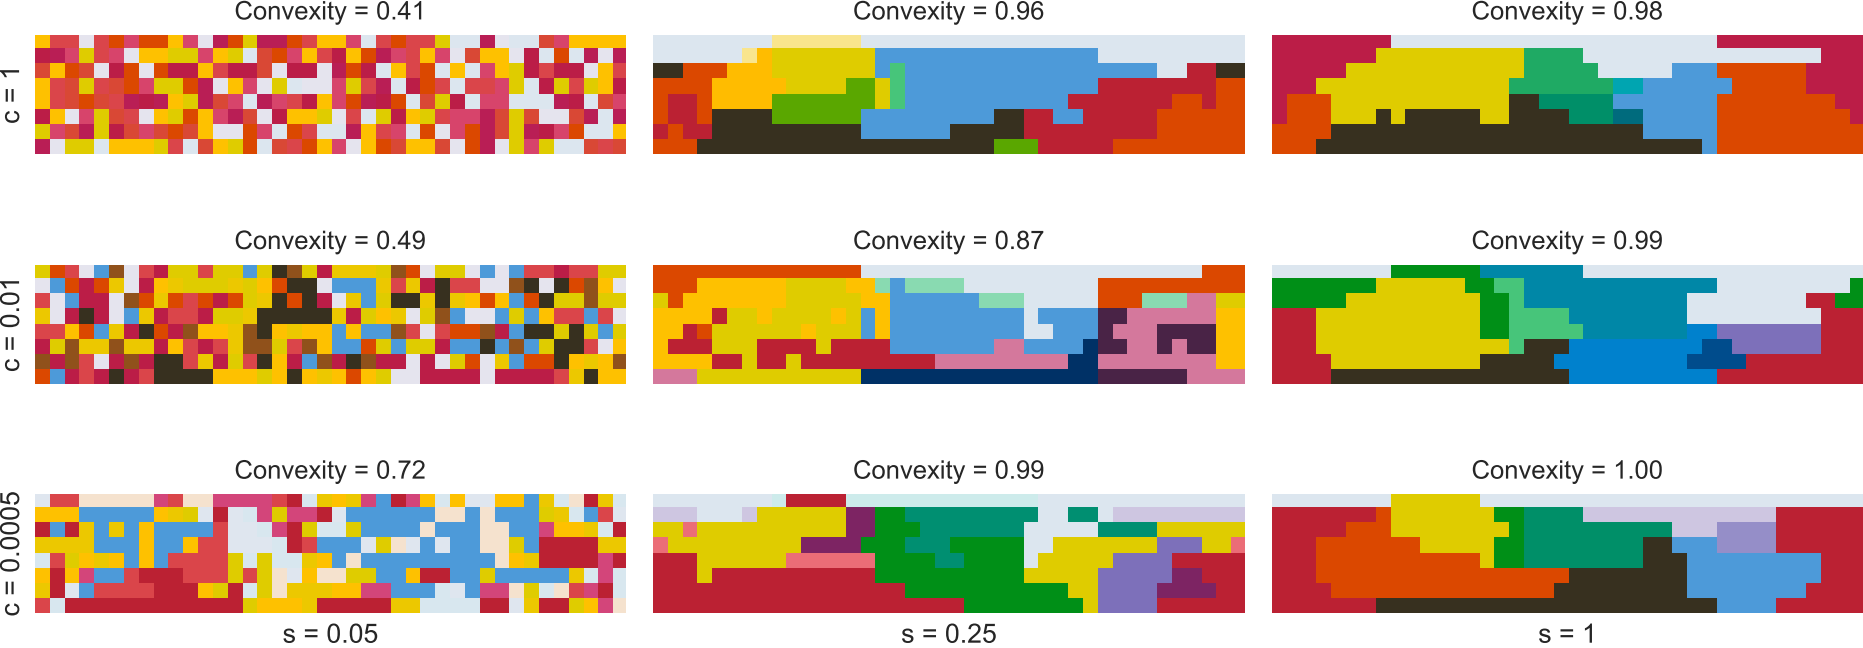 Convexity = 0.41
Convexity = 0.96
Convexity = 0.98
c = 1
Convexity = 0.49
Convexity = 0.87
Convexity = 0.99
c = 0.01
Convexity = 0.72
Convexity = 0.99
Convexity = 1.00
c = 0.0005
s = 0.05
s = 0.25
s = 1